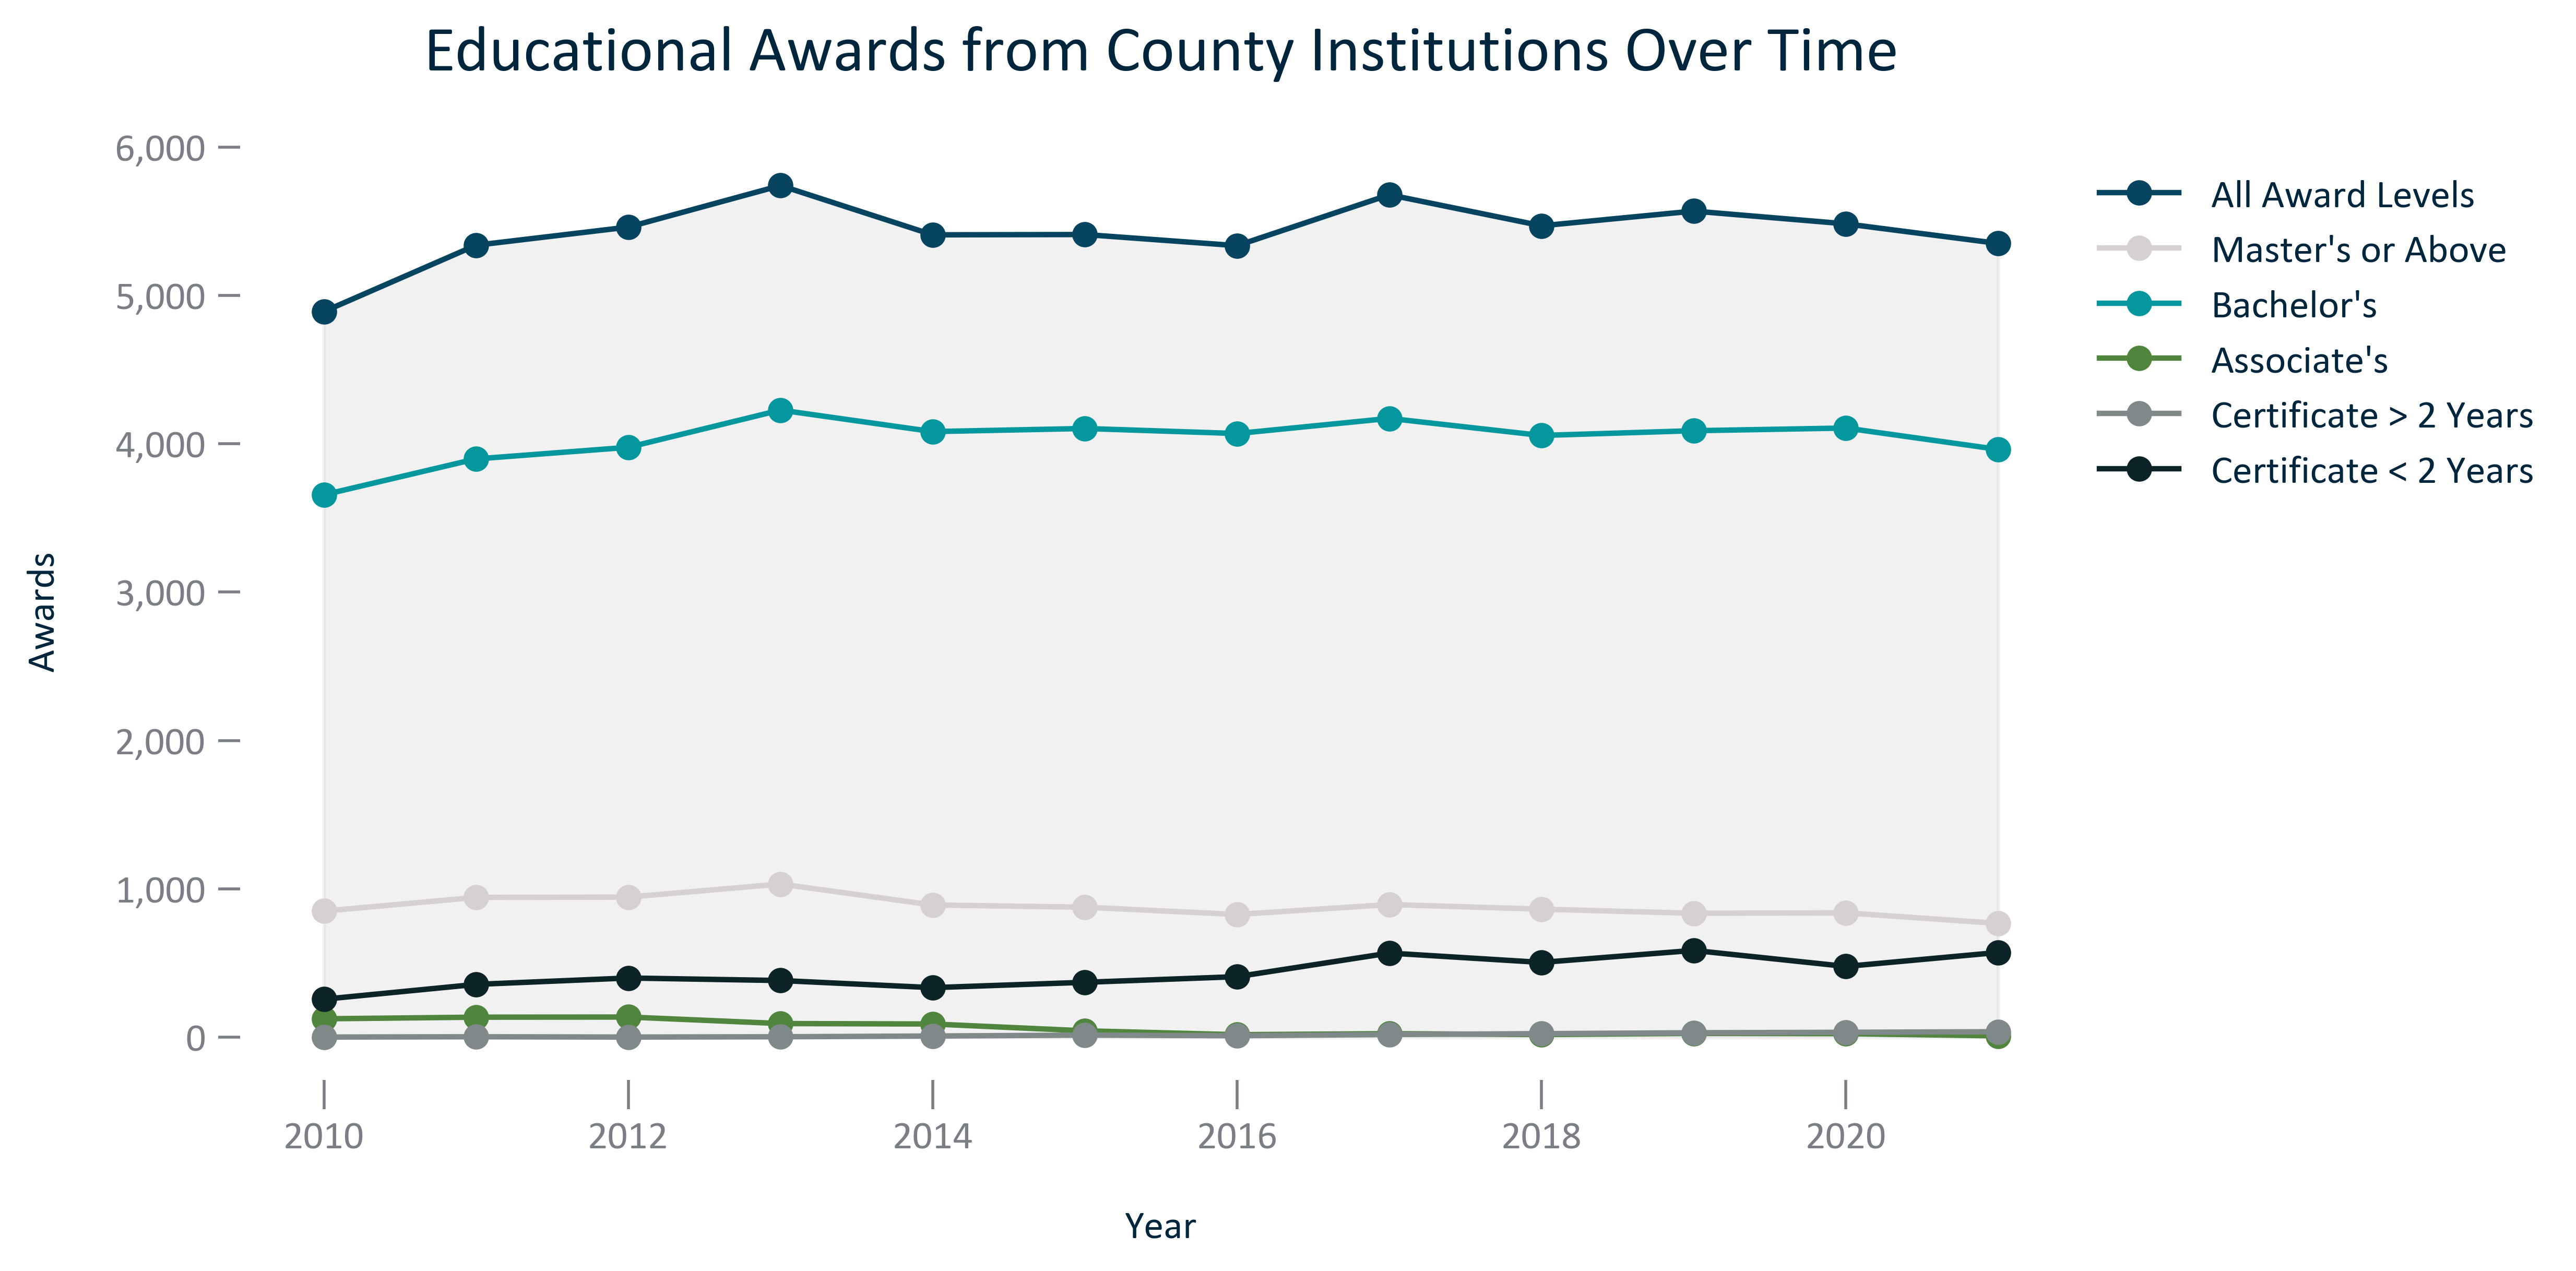 Educational Awards from County Institutions Over Time
6,000
5,000
4,000
3,000
2,000
1,000
0
Awards
2010
2012
2014
2016
2018
2020
Year
All Award Levels
Master's or Above
Bachelor's
Associate's
Certificate > 2 Years
Certificate < 2 Years